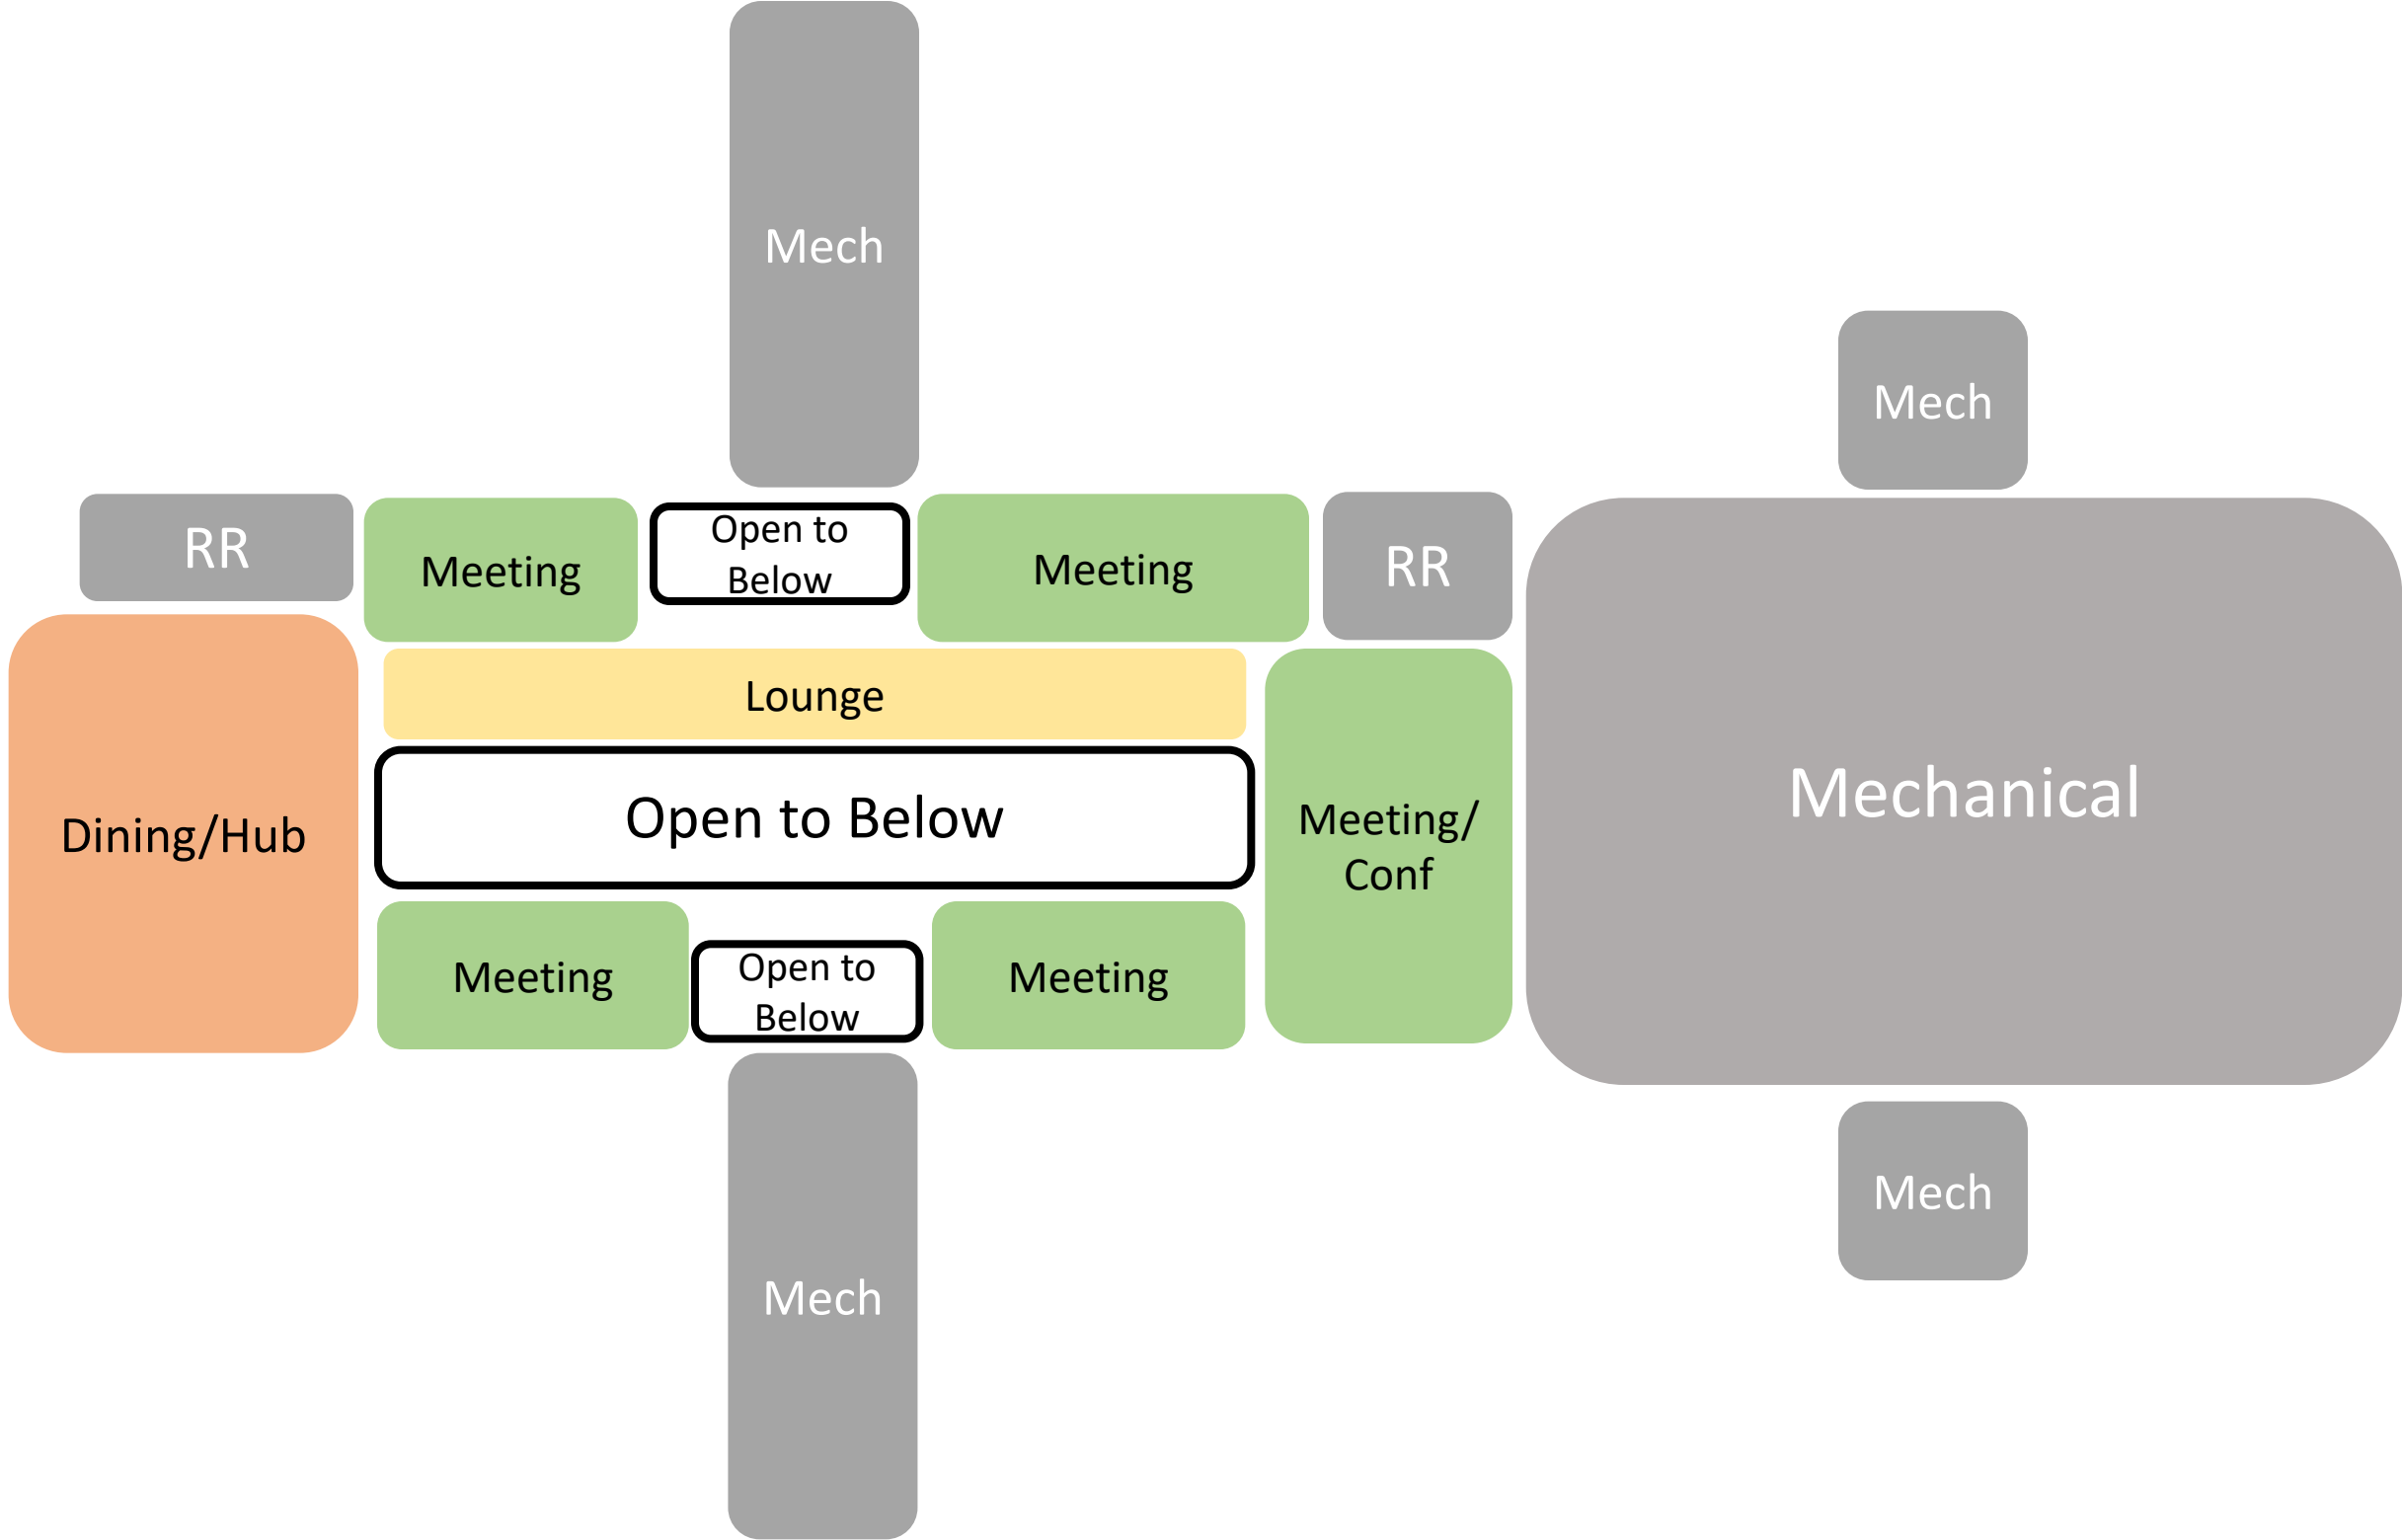 Mech
Mech
RR
Meeting
Open to
Below
Meeting
RR
Lounge
Open to Below
Mechanical
Dining/Hub
Meeting/
Conf
Meeting
Open to
Below
Meeting
Mech
Mech